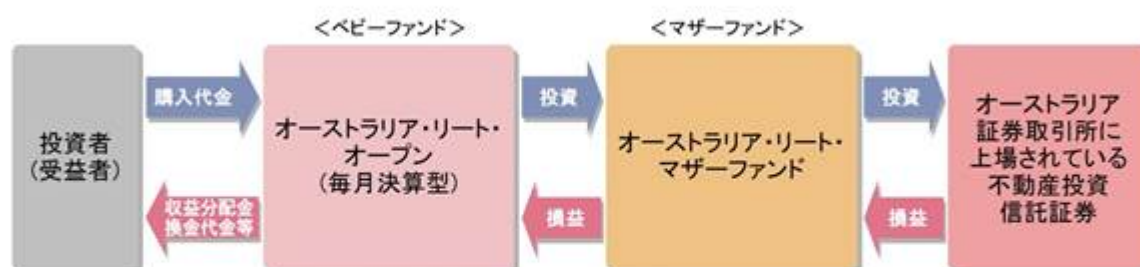 ＜ベビーファンド＞
＜マザーファンド＞
投資者
(受益者)
購入代金
収益分配金
換金代金等
オーストラリア・リート・
オープン
(毎月決算型)
投資
損益
オーストラリア・リート・
マザーファンド
投資
損益
オーストラリア
証券取引所に
上場されている
不動産投資
信託証券